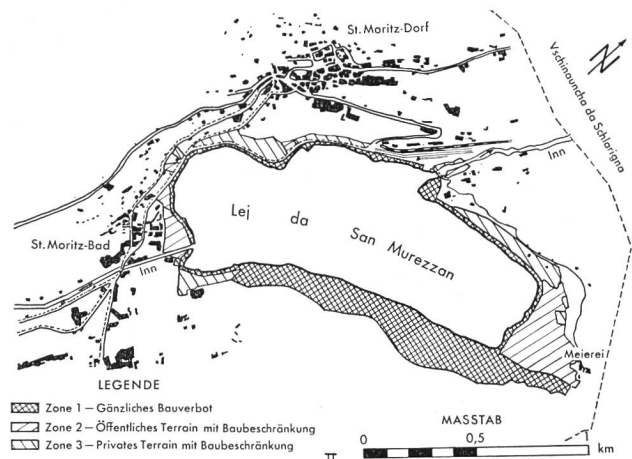 St. Moritz-Dorf
Vschinauncha da Schlarigna
N
Inn
Lej da San Murezzan
St. Moritz-Bad
Inn
Meierei
LEGENDE
Zone 1 — Gänzliches Bauverbot
Zone 2 — Öffentliches Terrain mit Baubeschränkung
Zone 3 — Privates Terrain mit Baubeschränkung
MASSTAB
0 0,5 1
km